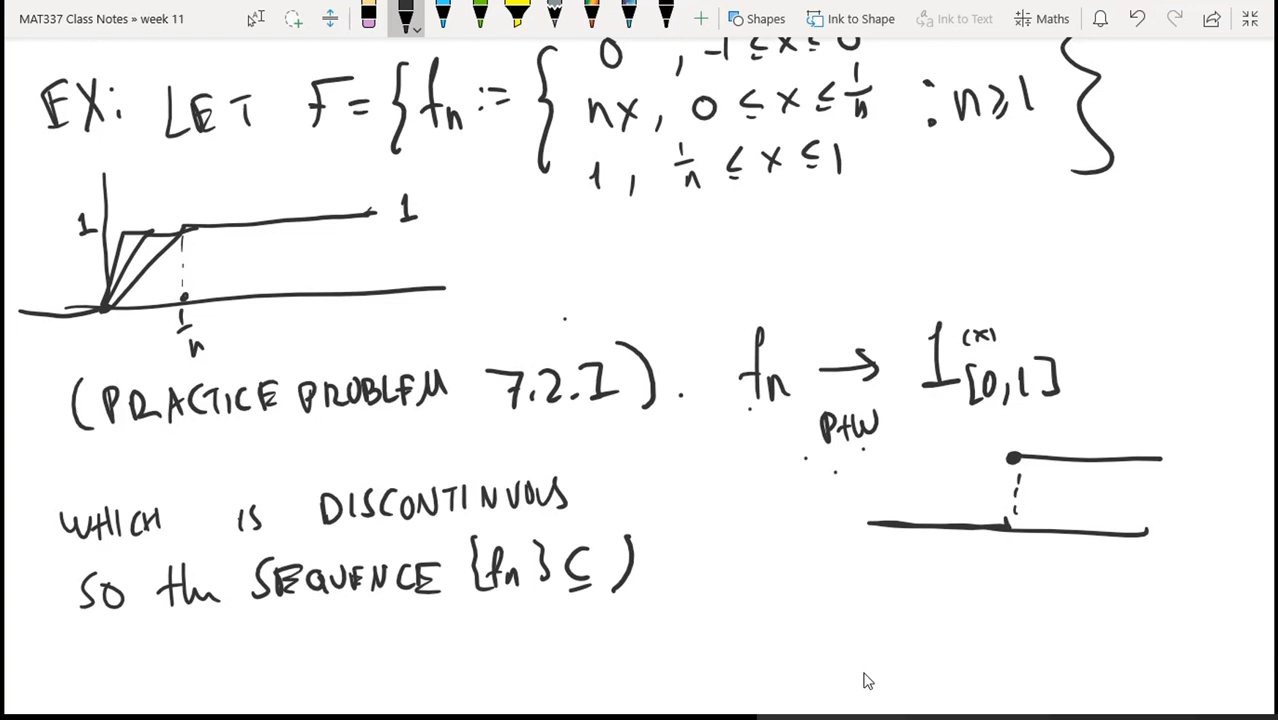 MAT337 Class Notes » week 11
Shapes Ink to Shape Ink to Text Maths
0 , -1 ≤ x ≤ 0
EX: LET F = { fn := { nx , 0 ≤ x ≤ 1/n : n ≥ 1 }
1 , 1/n ≤ x ≤ 1
1 1
1/n
(PRACTICE PROBLEM 7.2.I). fn → 1[0,1](x)
PtW
WHICH IS DISCONTINUOUS
SO the SEQUENCE {fn} ⊆ )